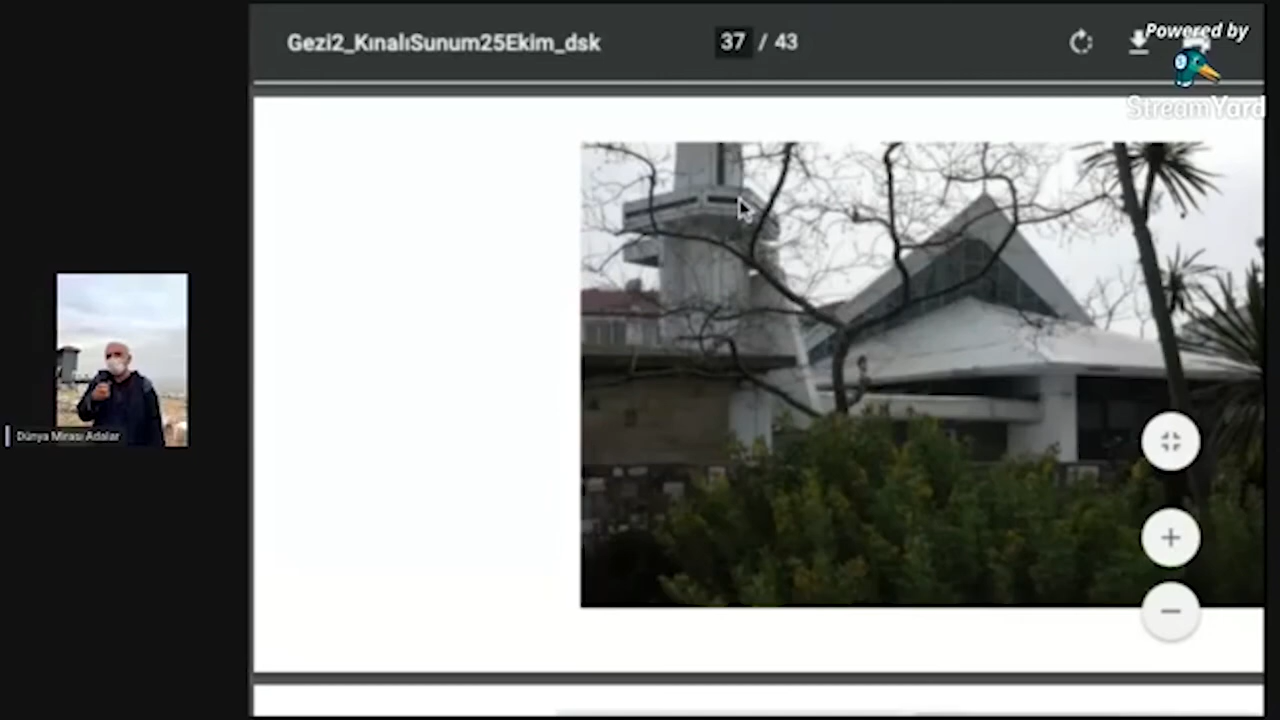 Gezi2_KınalıSunum25Ekim_dsk
37 / 43
Powered by
StreamYard
Dünya Mirası Adalar